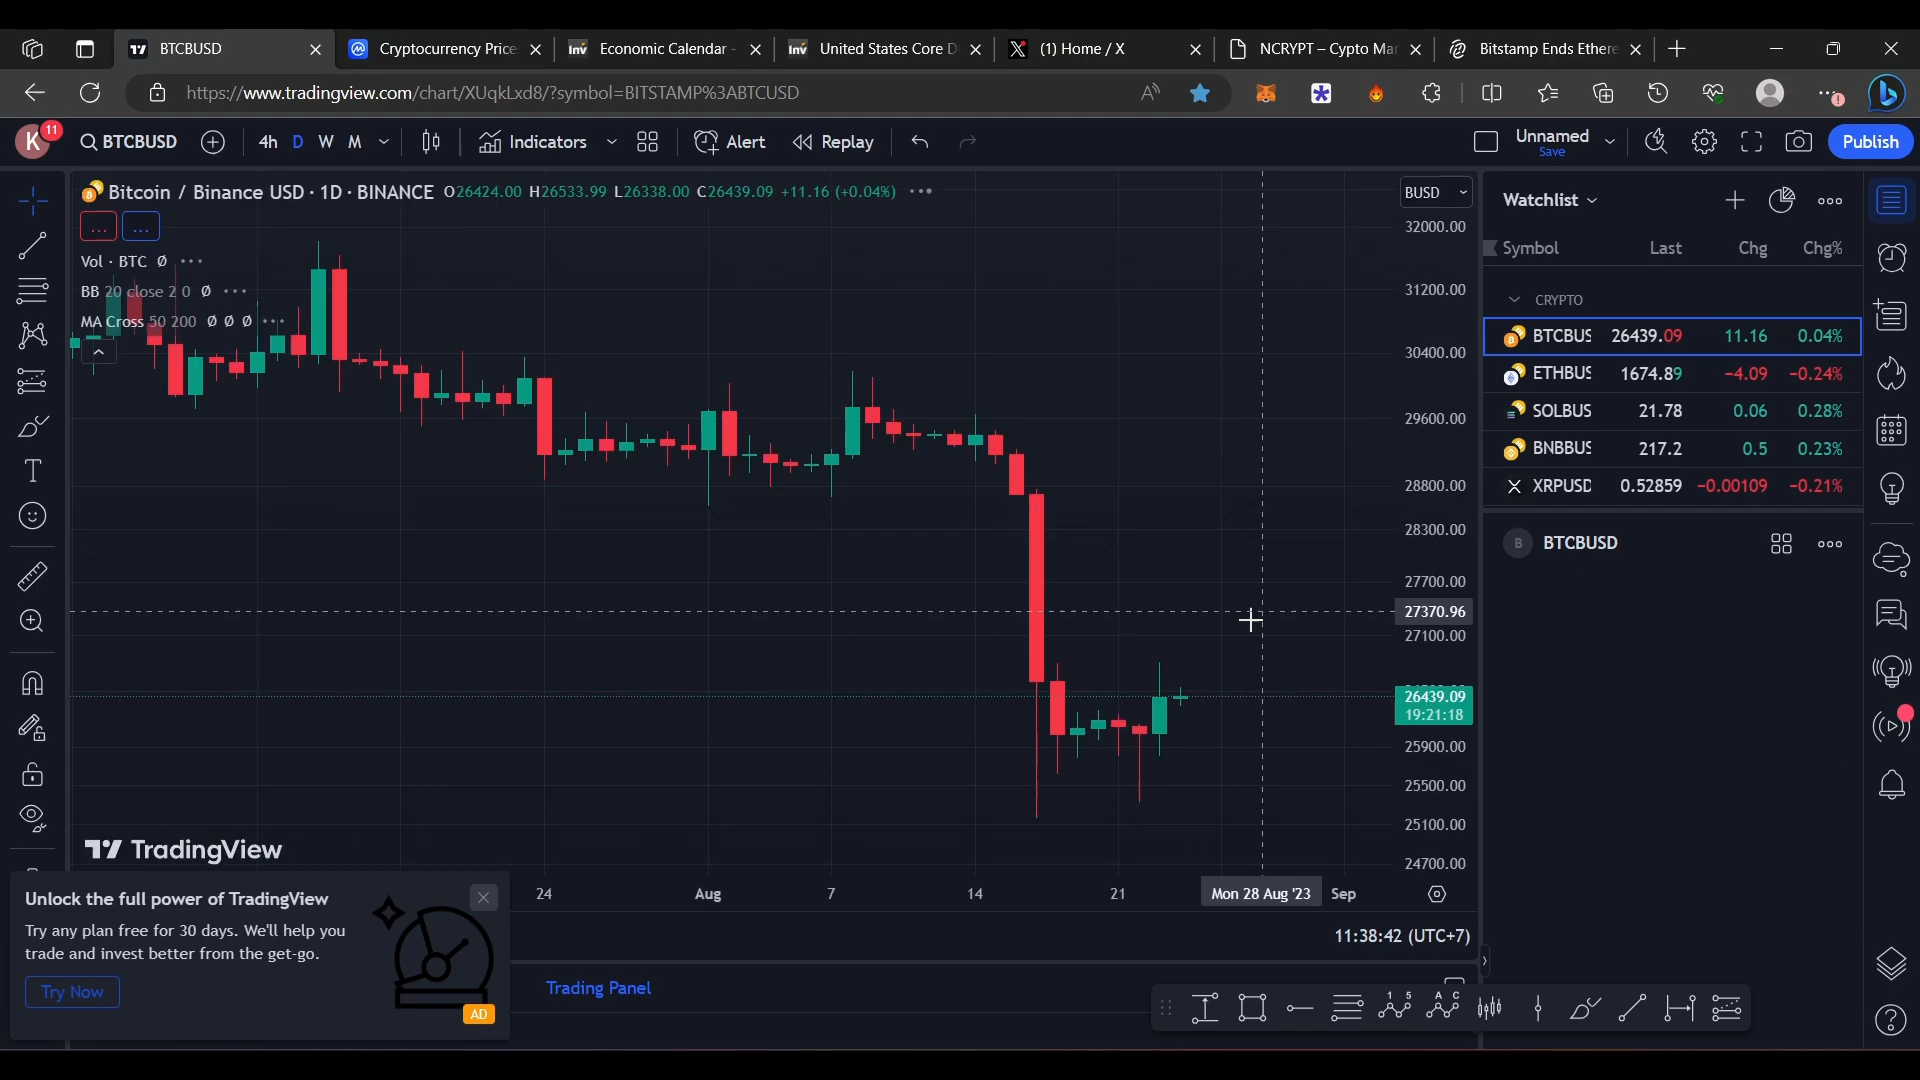 BTCBUSD
Cryptocurrency Price
Economic Calendar -
United States Core D
(1) Home / X
NCRYPT – Cypto Mar
Bitstamp Ends Ethere
https://www.tradingview.com/chart/XUqkLxd8/?symbol=BITSTAMP%3ABTCUSD
K 11 BTCBUSD 4h D W M Indicators Alert Replay Unnamed Save Publish
Bitcoin / Binance USD · 1D · BINANCE O26424.00 H26533.99 L26338.00 C26439.09 +11.16 (+0.04%)
BUSD
... ...
Vol · BTC Ø
BB 20 close 2 0 Ø
MA Cross 50 200 Ø Ø Ø
32000.00
31200.00
30400.00
29600.00
28800.00
28300.00
27700.00
27370.96
27100.00
26439.09
19:21:18
25900.00
25500.00
25100.00
24700.00
TradingView
24 Aug 7 14 21 Mon 28 Aug '23 Sep
11:38:42 (UTC+7)
Trading Panel
Unlock the full power of TradingView
Try any plan free for 30 days. We'll help you
trade and invest better from the get-go.
Try Now
AD
Watchlist
Symbol Last Chg Chg%
CRYPTO
BTCBUS 26439.09 11.16 0.04%
ETHBUS 1674.89 −4.09 −0.24%
SOLBUS 21.78 0.06 0.28%
BNBBUS 217.2 0.5 0.23%
XRPUSD 0.52859 −0.00109 −0.21%
B BTCBUSD